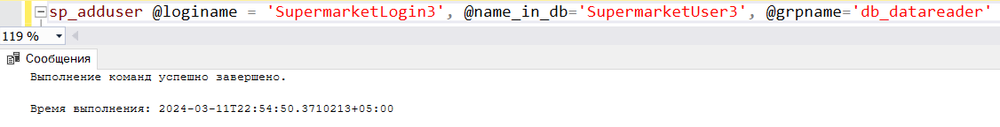 sp_adduser @loginame = 'SupermarketLogin3', @name_in_db='SupermarketUser3', @grpname='db_datareader'
119 %
Сообщения
Выполнение команд успешно завершено.
Время выполнения: 2024-03-11T22:54:50.3710213+05:00